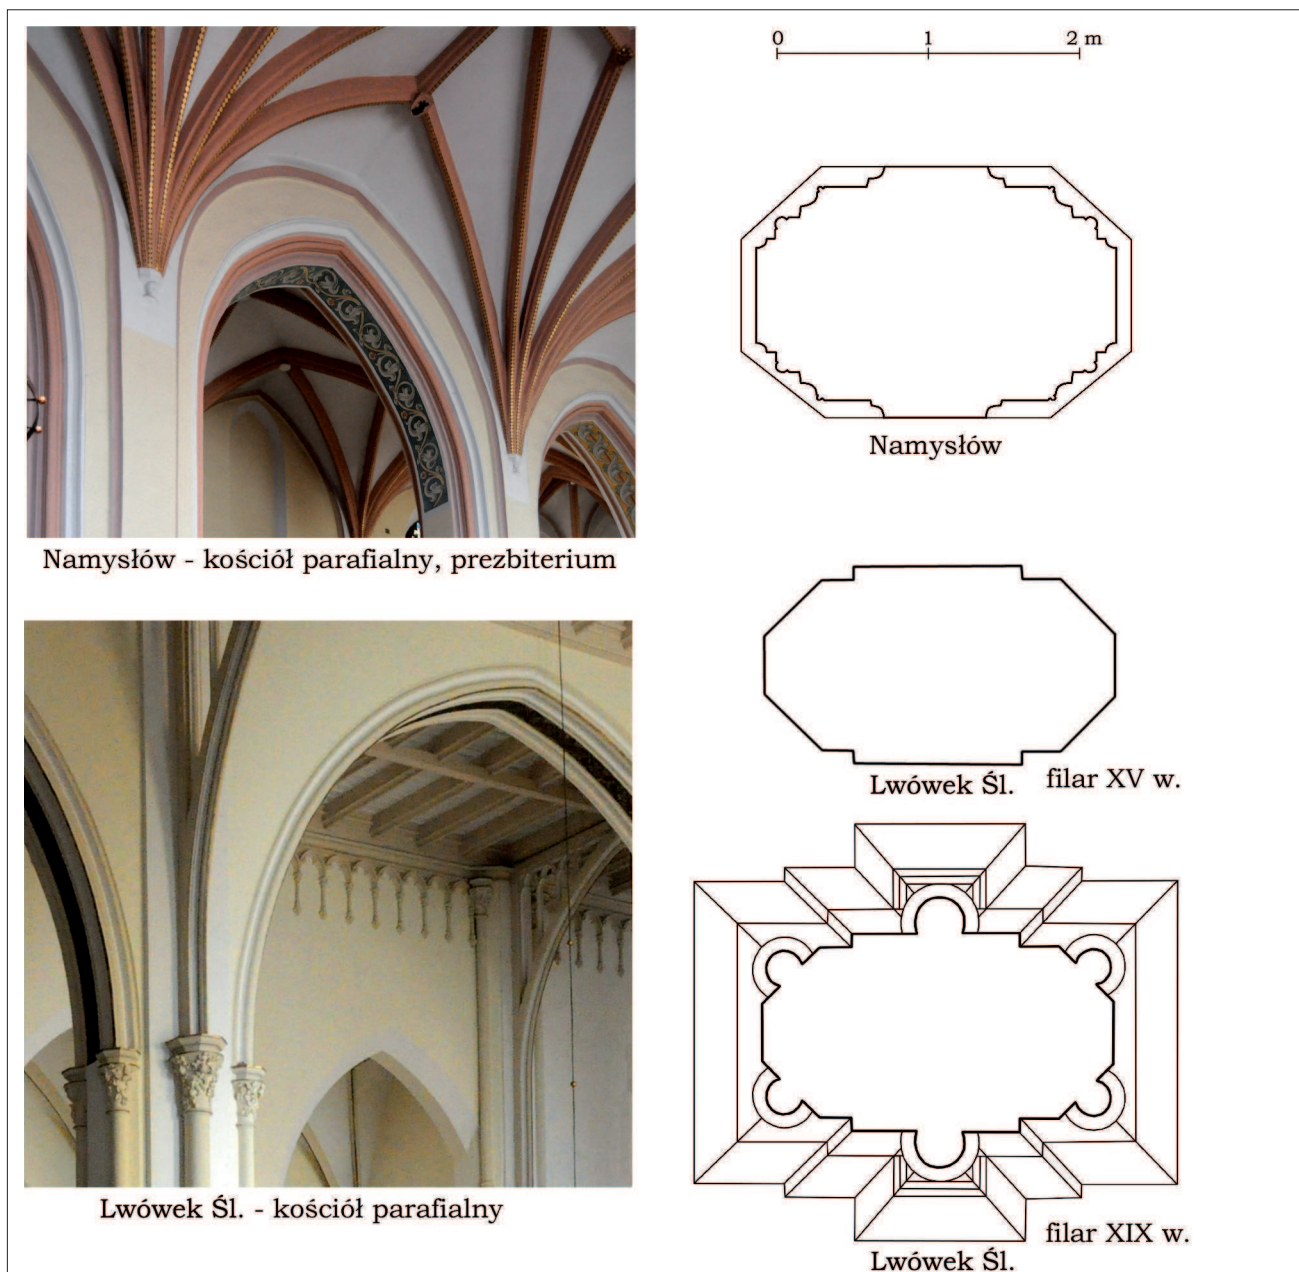 0 1 2 m
Namysłów
Namysłów - kościół parafialny, prezbiterium
Lwówek Śl. filar XV w.
Lwówek Śl. - kościół parafialny
filar XIX w.
Lwówek Śl.